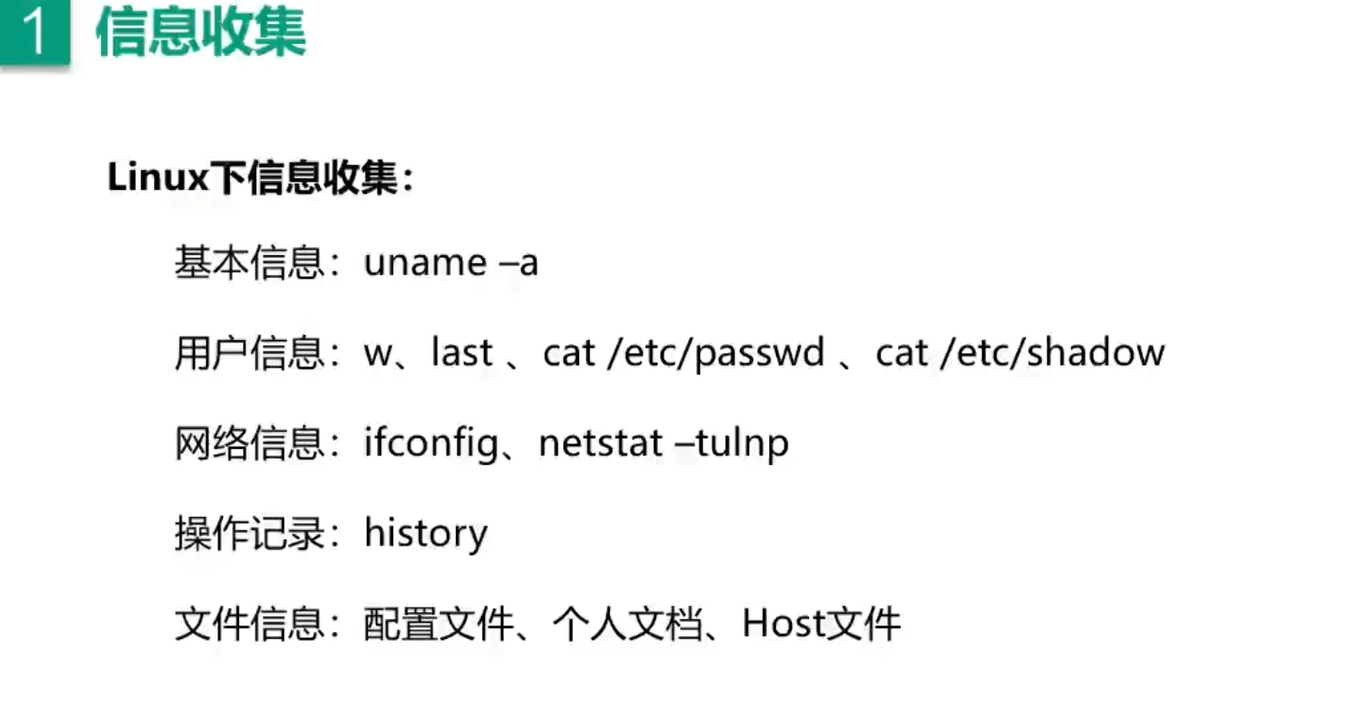 1 信息收集
Linux下信息收集：
基本信息：uname –a
用户信息：w、last 、cat /etc/passwd 、cat /etc/shadow
网络信息：ifconfig、netstat –tulnp
操作记录：history
文件信息：配置文件、个人文档、Host文件